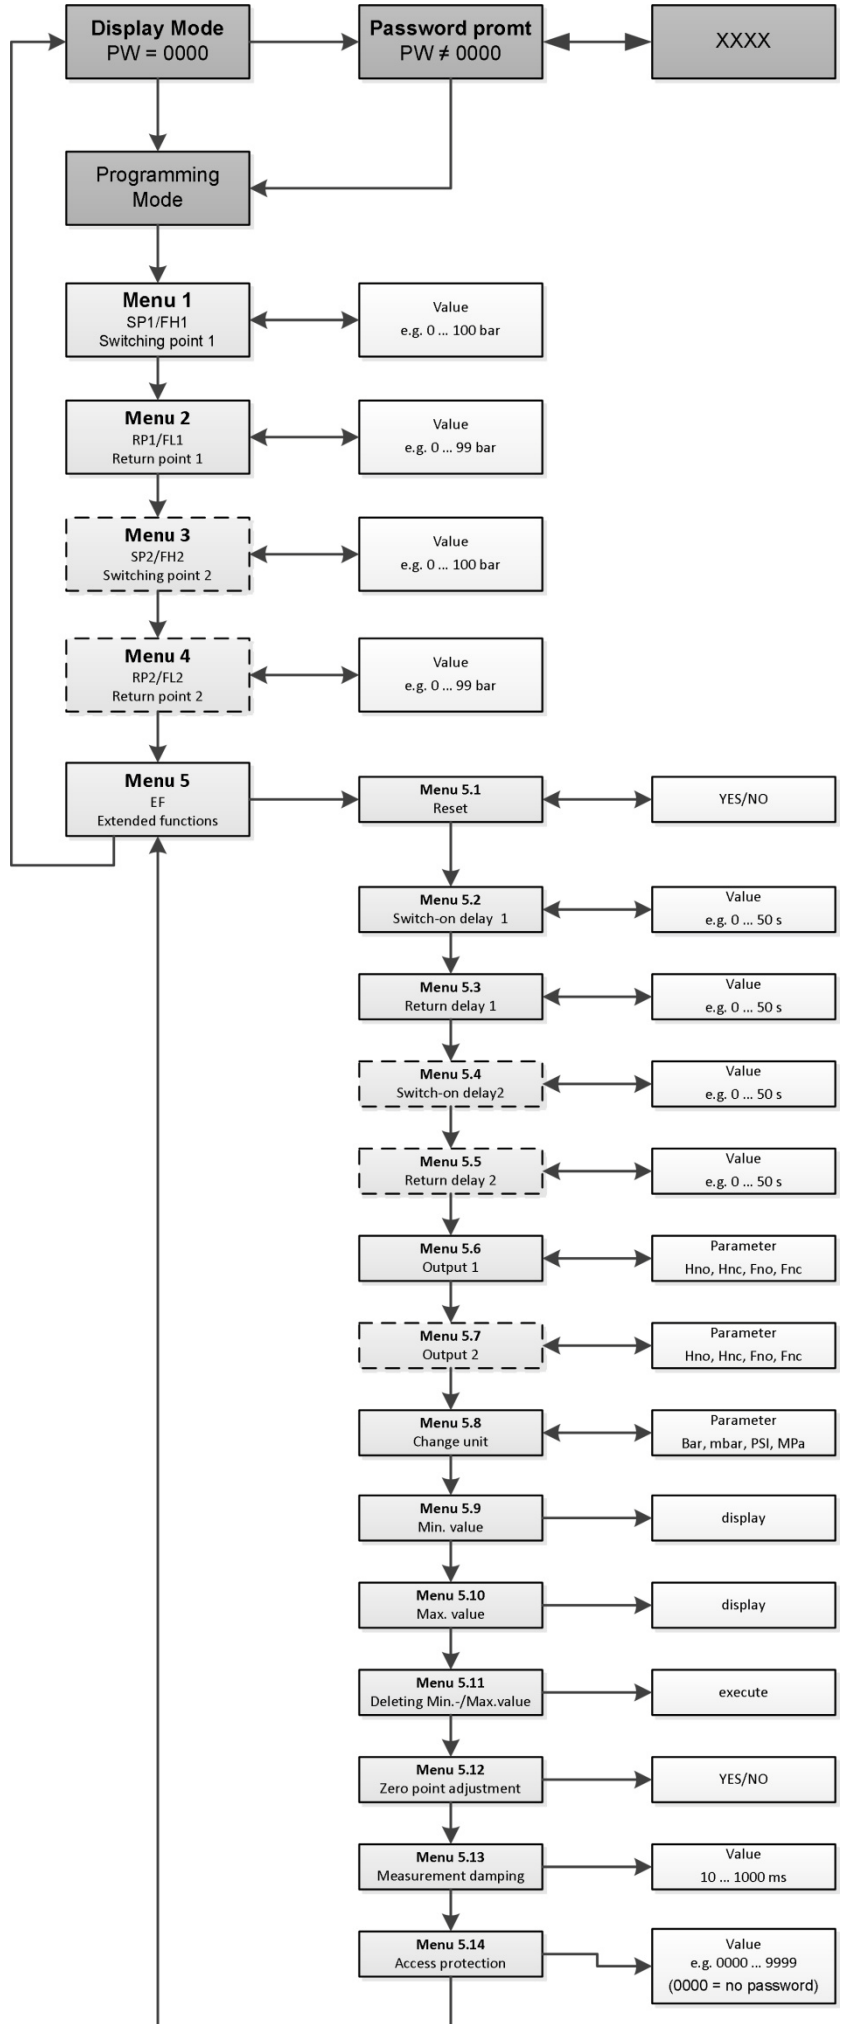 Display Mode
PW = 0000
Password promt
PW ≠ 0000
XXXX
Programming
Mode
Menu 1
SP1/FH1
Switching point 1
Value
e.g. 0 ... 100 bar
Menu 2
RP1/FL1
Return point 1
Value
e.g. 0 ... 99 bar
Menu 3
SP2/FH2
Switching point 2
Value
e.g. 0 ... 100 bar
Menu 4
RP2/FL2
Return point 2
Value
e.g. 0 ... 99 bar
Menu 5
EF
Extended functions
Menu 5.1
Reset
YES/NO
Menu 5.2
Switch-on delay 1
Value
e.g. 0 ... 50 s
Menu 5.3
Return delay 1
Value
e.g. 0 ... 50 s
Menu 5.4
Switch-on delay2
Value
e.g. 0 ... 50 s
Menu 5.5
Return delay 2
Value
e.g. 0 ... 50 s
Menu 5.6
Output 1
Parameter
Hno, Hnc, Fno, Fnc
Menu 5.7
Output 2
Parameter
Hno, Hnc, Fno, Fnc
Menu 5.8
Change unit
Parameter
Bar, mbar, PSI, MPa
Menu 5.9
Min. value
display
Menu 5.10
Max. value
display
Menu 5.11
Deleting Min.-/Max.value
execute
Menu 5.12
Zero point adjustment
YES/NO
Menu 5.13
Measurement damping
Value
10 ... 1000 ms
Menu 5.14
Access protection
Value
e.g. 0000 ... 9999
(0000 = no password)